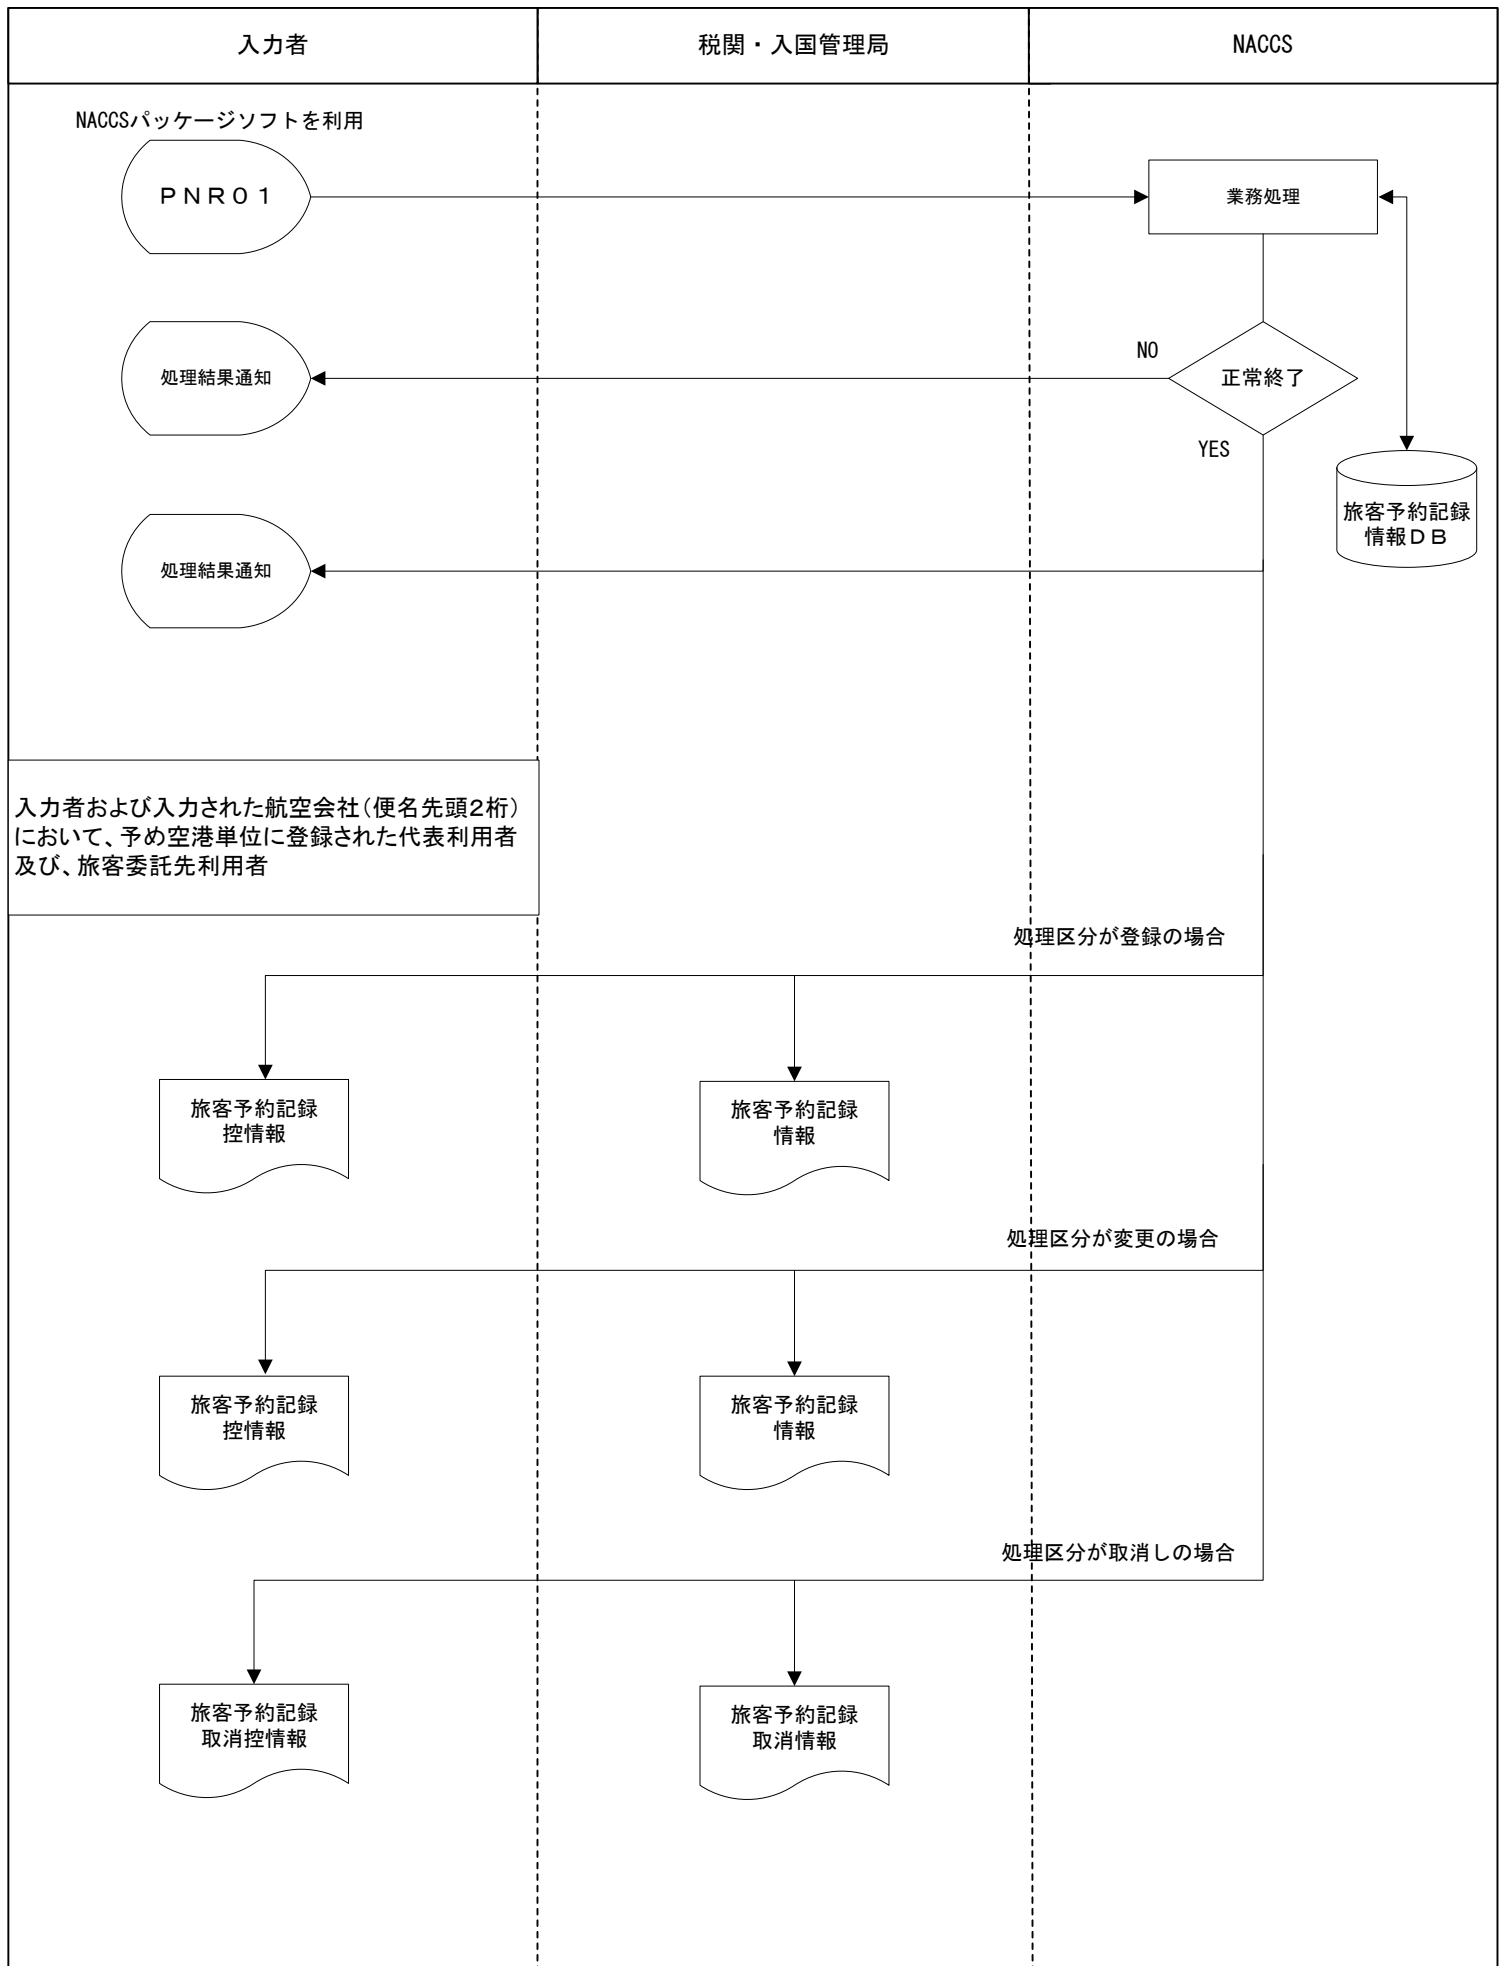 入力者
税関・入国管理局
NACCS
NACCSパッケージソフトを利用
ＰＮＲ０１
業務処理
処理結果通知
NO
正常終了
YES
旅客予約記録
情報ＤＢ
処理結果通知
入力者および入力された航空会社（便名先頭２桁）
において、予め空港単位に登録された代表利用者
及び、旅客委託先利用者
処理区分が登録の場合
旅客予約記録
控情報
旅客予約記録
情報
処理区分が変更の場合
旅客予約記録
控情報
旅客予約記録
情報
処理区分が取消しの場合
旅客予約記録
取消控情報
旅客予約記録
取消情報